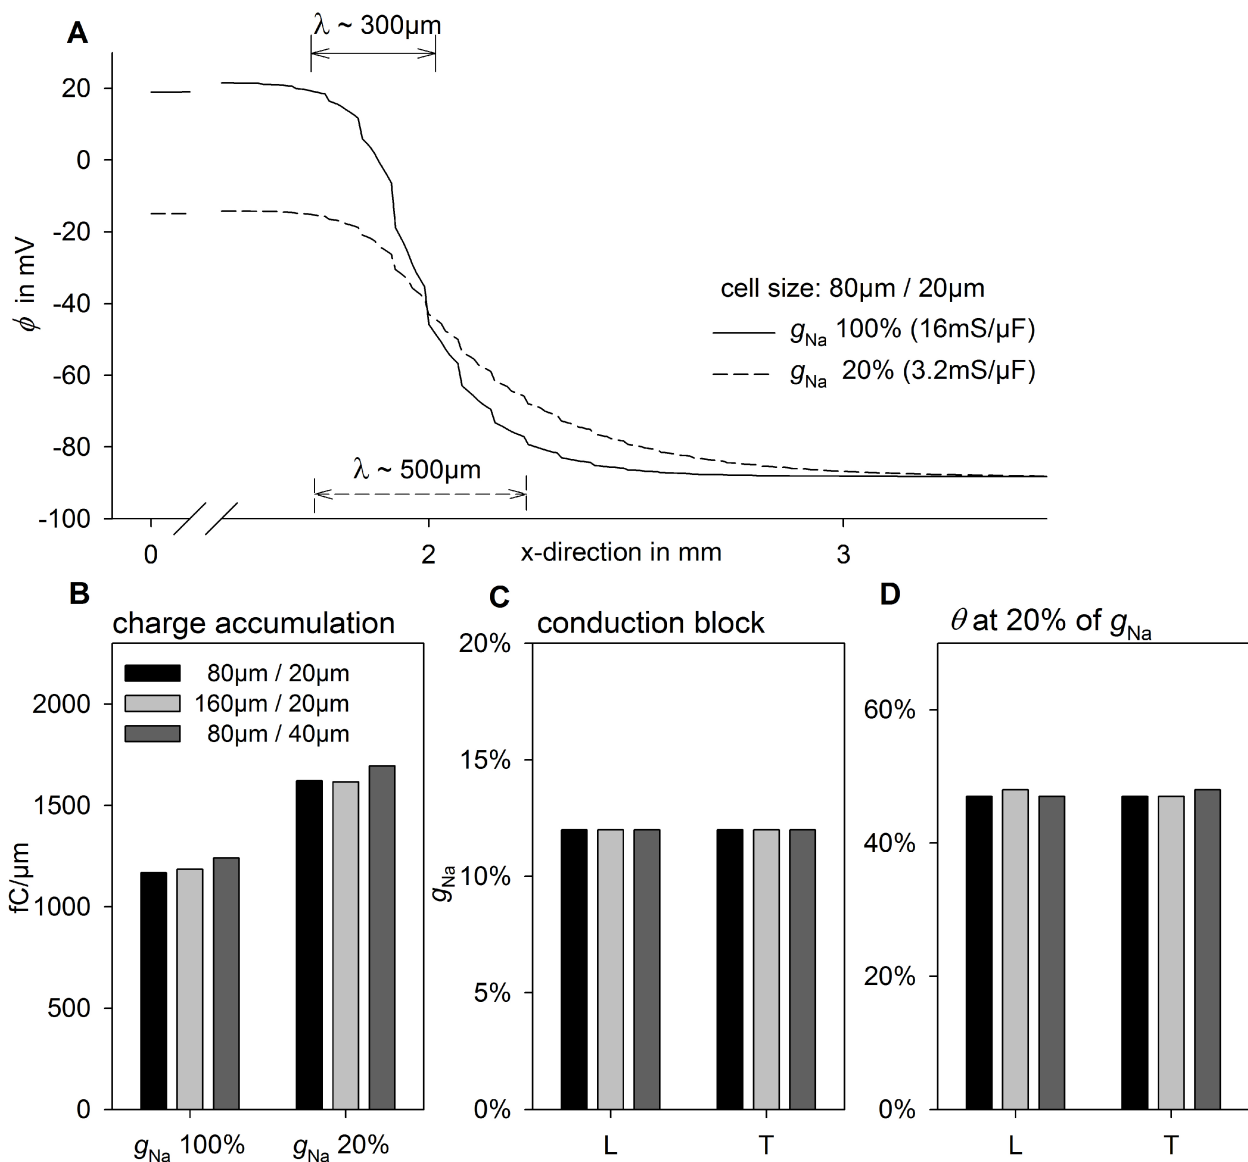 A
λ ~ 300µm
20
0
-20
-40
-60
-80
-100
ϕ in mV
cell size: 80µm / 20µm
gNa 100% (16mS/µF)
gNa 20% (3.2mS/µF)
λ ~ 500µm
0
2
x-direction in mm
3
B
charge accumulation
80µm / 20µm
160µm / 20µm
80µm / 40µm
2000
1500
1000
500
0
fC/µm
gNa 100%
gNa 20%
C
conduction block
20%
15%
10%
5%
0%
gNa
L
T
D
θ at 20% of gNa
60%
40%
20%
0%
L
T